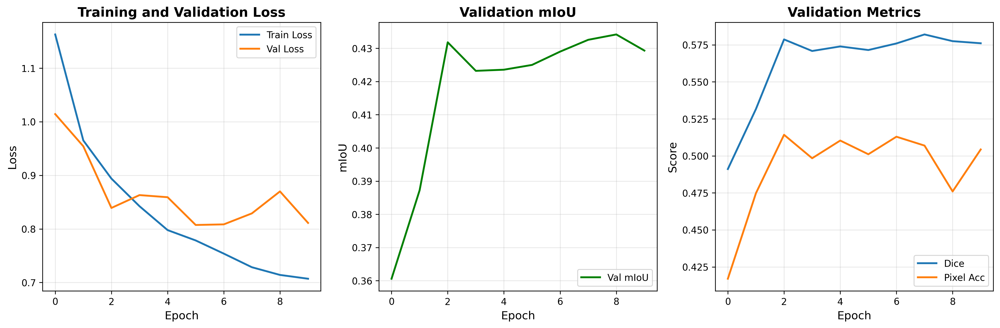 Training and Validation Loss
Train Loss
Val Loss
Loss
1.1
1.0
0.9
0.8
0.7
0 2 4 6 8
Epoch
Validation mIoU
mIoU
0.43
0.42
0.41
0.40
0.39
0.38
0.37
0.36
Val mIoU
0 2 4 6 8
Epoch
Validation Metrics
Score
0.575
0.550
0.525
0.500
0.475
0.450
0.425
Dice
Pixel Acc
0 2 4 6 8
Epoch